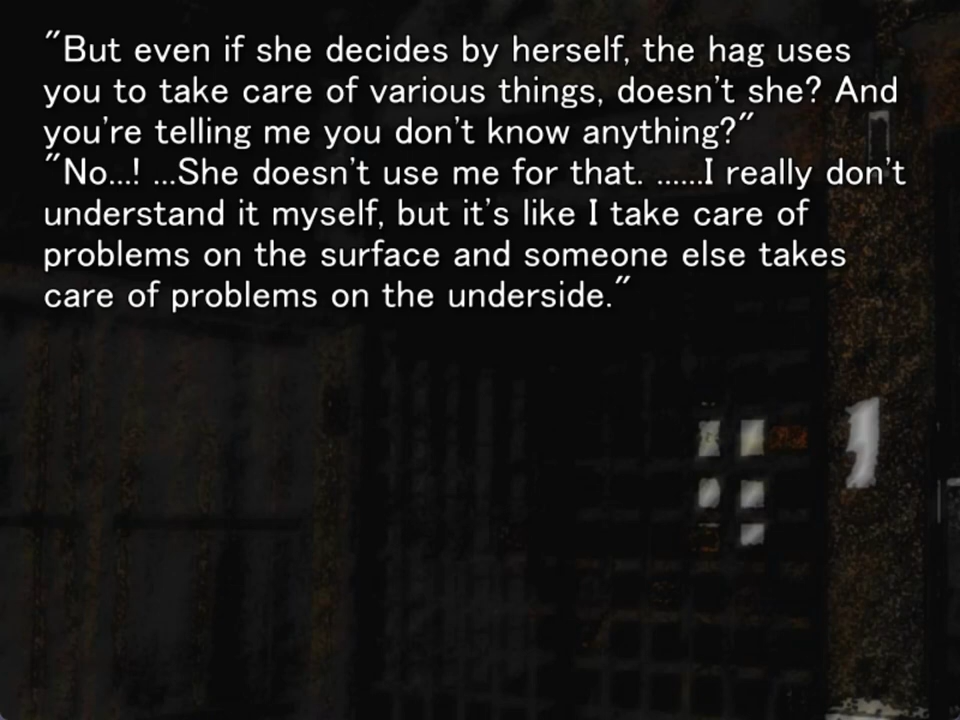 "But even if she decides by herself, the hag uses
you to take care of various things, doesn't she? And
you're telling me you don't know anything?"
"No...! ...She doesn't use me for that. ......I really don't
understand it myself, but it's like I take care of
problems on the surface and someone else takes
care of problems on the underside."